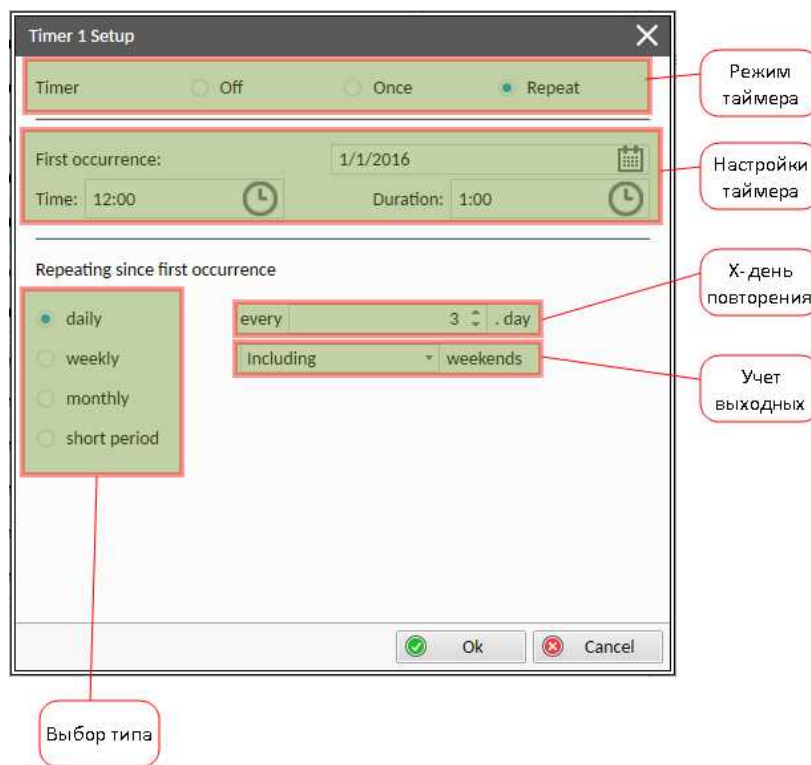 Timer 1 Setup
Timer Off Once Repeat
Режим
таймера
First occurrence: 1/1/2016
Time: 12:00 Duration: 1:00
Настройки
таймера
Repeating since first occurrence
daily every 3 . day
weekly Including weekends
monthly
short period
Х-день
повторения
Учет
выходных
Ok Cancel
Выбор типа